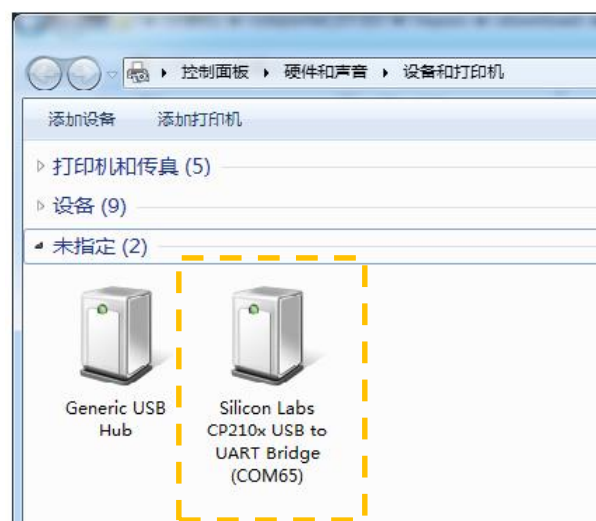 控制面板 硬件和声音 设备和打印机
添加设备 添加打印机
打印机和传真 (5)
设备 (9)
未指定 (2)
Generic USB
Hub
Silicon Labs
CP210x USB to
UART Bridge
(COM65)